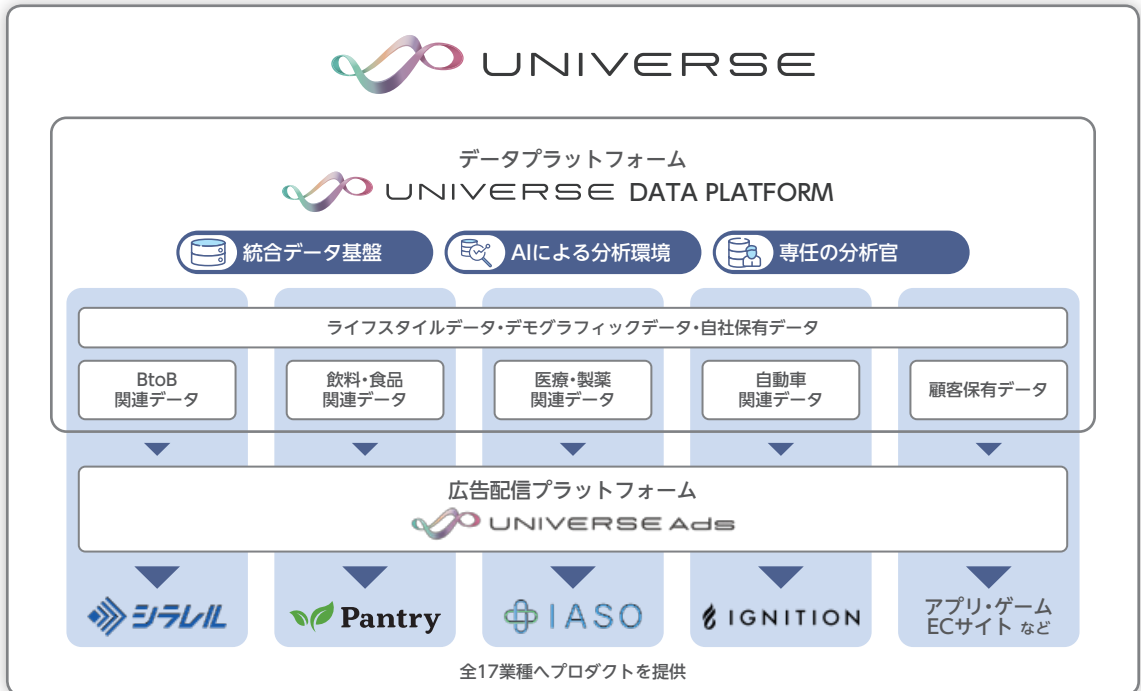 UNIVERSE
データプラットフォーム
UNIVERSE DATA PLATFORM
統合データ基盤
AIによる分析環境
専任の分析官
ライフスタイルデータ・デモグラフィックデータ・自社保有データ
BtoB
関連データ
飲料・食品
関連データ
医療・製薬
関連データ
自動車
関連データ
顧客保有データ
広告配信プラットフォーム
UNIVERSE Ads
シラレル
Pantry
IASO
IGNITION
アプリ・ゲーム
ECサイト など
全17業種へプロダクトを提供